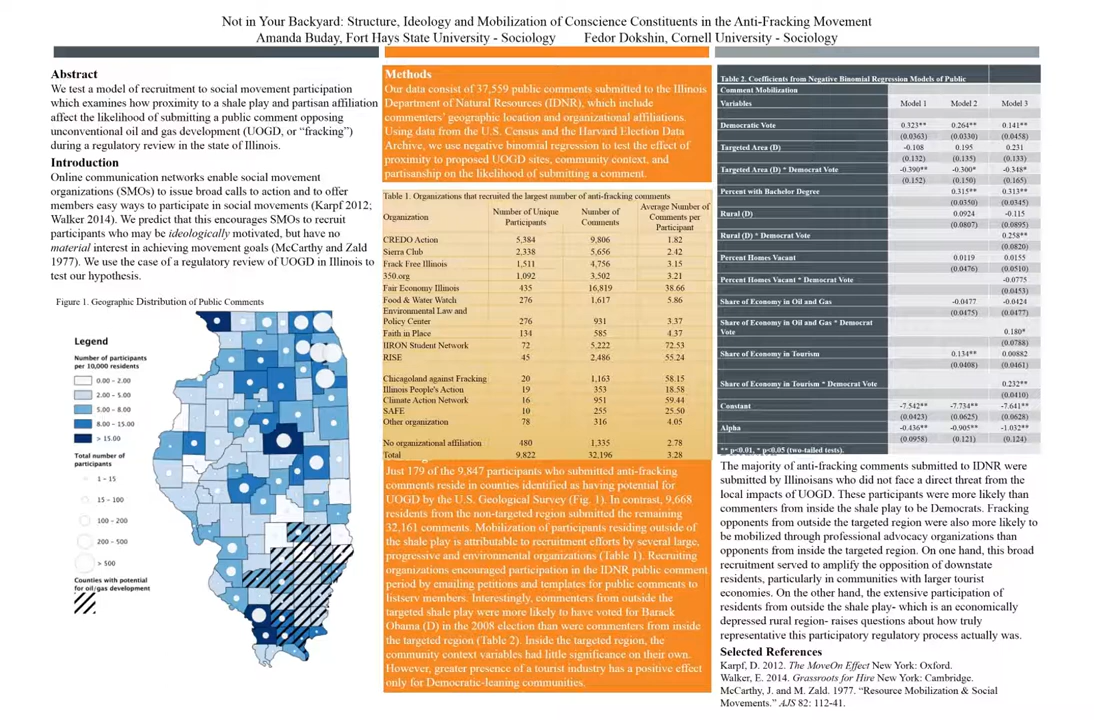 Not in Your Backyard: Structure, Ideology and Mobilization of Conscience Constituents in the Anti-Fracking Movement
Amanda Buday, Fort Hays State University - Sociology Fedor Dokshin, Cornell University - Sociology
Abstract
We test a model of recruitment to social movement participation
which examines how proximity to a shale play and partisan affiliation
affect the likelihood of submitting a public comment opposing
unconventional oil and gas development (UOGD, or “fracking”)
during a regulatory review in the state of Illinois.
Introduction
Online communication networks enable social movement
organizations (SMOs) to issue broad calls to action and to offer
members easy ways to participate in social movements (Karpf 2012;
Walker 2014). We predict that this encourages SMOs to recruit
participants who may be ideologically motivated, but have no
material interest in achieving movement goals (McCarthy and Zald
1977). We use the case of a regulatory review of UOGD in Illinois to
test our hypothesis.
Figure 1. Geographic Distribution of Public Comments
Legend
Number of participants
per 10,000 residents
0.00 - 2.00
2.00 - 5.00
5.00 - 8.00
8.00 - 15.00
> 15.00
Total number of
participants
1 - 15
15 - 100
100 - 200
200 - 500
> 500
Counties with potential
for oil/gas development
Methods
Our data consist of 37,559 public comments submitted to the Illinois
Department of Natural Resources (IDNR), which include
commenters’ geographic location and organizational affiliations.
Using data from the U.S. Census and the Harvard Election Data
Archive, we use negative binomial regression to test the effect of
proximity to proposed UOGD sites, community context, and
partisanship on the likelihood of submitting a comment.
Table 1. Organizations that recruited the largest number of anti-fracking comments
Organization Number of Unique Participants Number of Comments Average Number of Comments per Participant
CREDO Action 5,384 9,806 1.82
Sierra Club 2,338 5,656 2.42
Frack Free Illinois 1,511 4,756 3.15
350.org 1,092 3,502 3.21
Fair Economy Illinois 435 16,819 38.66
Food & Water Watch 276 1,617 5.86
Environmental Law and
Policy Center 276 931 3.37
Faith in Place 134 585 4.37
IIRON Student Network 72 5,222 72.53
RISE 45 2,486 55.24
Chicagoland against Fracking 20 1,163 58.15
Illinois People's Action 19 353 18.58
Climate Action Network 16 951 59.44
SAFE 10 255 25.50
Other organization 78 316 4.05
No organizational affiliation 480 1,335 2.78
Total 9,822 32,196 3.28
Just 179 of the 9,847 participants who submitted anti-fracking
comments reside in counties identified as having potential for
UOGD by the U.S. Geological Survey (Fig. 1). In contrast, 9,668
residents from the non-targeted region submitted the remaining
32,161 comments. Mobilization of participants residing outside of
the shale play is attributable to recruitment efforts by several large,
progressive and environmental organizations (Table 1). Recruiting
organizations encouraged participation in the IDNR public comment
period by emailing petitions and templates for public comments to
listserv members. Interestingly, commenters from outside the
targeted shale play were more likely to have voted for Barack
Obama (D) in the 2008 election than were commenters from inside
the targeted region (Table 2). Inside the targeted region, the
community context variables had little significance on their own.
However, greater presence of a tourist industry has a positive effect
only for Democratic-leaning communities.
Table 2. Coefficients from Negative Binomial Regression Models of Public
Comment Mobilization
Variables Model 1 Model 2 Model 3
Democratic Vote 0.323** 0.264** 0.141**
(0.0363) (0.0330) (0.0458)
Targeted Area (D) -0.108 0.195 0.231
(0.132) (0.135) (0.133)
Targeted Area (D) * Democrat Vote -0.390** -0.300* -0.348*
(0.152) (0.150) (0.165)
Percent with Bachelor Degree 0.315** 0.313**
(0.0350) (0.0345)
Rural (D) 0.0924 -0.115
(0.0807) (0.0895)
Rural (D) * Democrat Vote 0.258**
(0.0820)
Percent Homes Vacant 0.0119 0.0155
(0.0476) (0.0510)
Percent Homes Vacant * Democrat Vote -0.0775
(0.0453)
Share of Economy in Oil and Gas -0.0477 -0.0424
(0.0475) (0.0477)
Share of Economy in Oil and Gas * Democrat
Vote 0.180*
(0.0788)
Share of Economy in Tourism 0.134** 0.00882
(0.0408) (0.0461)
Share of Economy in Tourism * Democrat Vote 0.232**
(0.0410)
Constant -7.542** -7.734** -7.641**
(0.0423) (0.0625) (0.0628)
Alpha -0.436** -0.905** -1.032**
(0.0958) (0.121) (0.124)
** p<0.01, * p<0.05 (two-tailed tests).
The majority of anti-fracking comments submitted to IDNR were
submitted by Illinoisans who did not face a direct threat from the
local impacts of UOGD. These participants were more likely than
commenters from inside the shale play to be Democrats. Fracking
opponents from outside the targeted region were also more likely to
be mobilized through professional advocacy organizations than
opponents from inside the targeted region. On one hand, this broad
recruitment served to amplify the opposition of downstate
residents, particularly in communities with larger tourist
economies. On the other hand, the extensive participation of
residents from outside the shale play- which is an economically
depressed rural region- raises questions about how truly
representative this participatory regulatory process actually was.
Selected References
Karpf, D. 2012. The MoveOn Effect New York: Oxford.
Walker, E. 2014. Grassroots for Hire New York: Cambridge.
McCarthy, J. and M. Zald. 1977. “Resource Mobilization & Social
Movements.” AJS 82: 112-41.